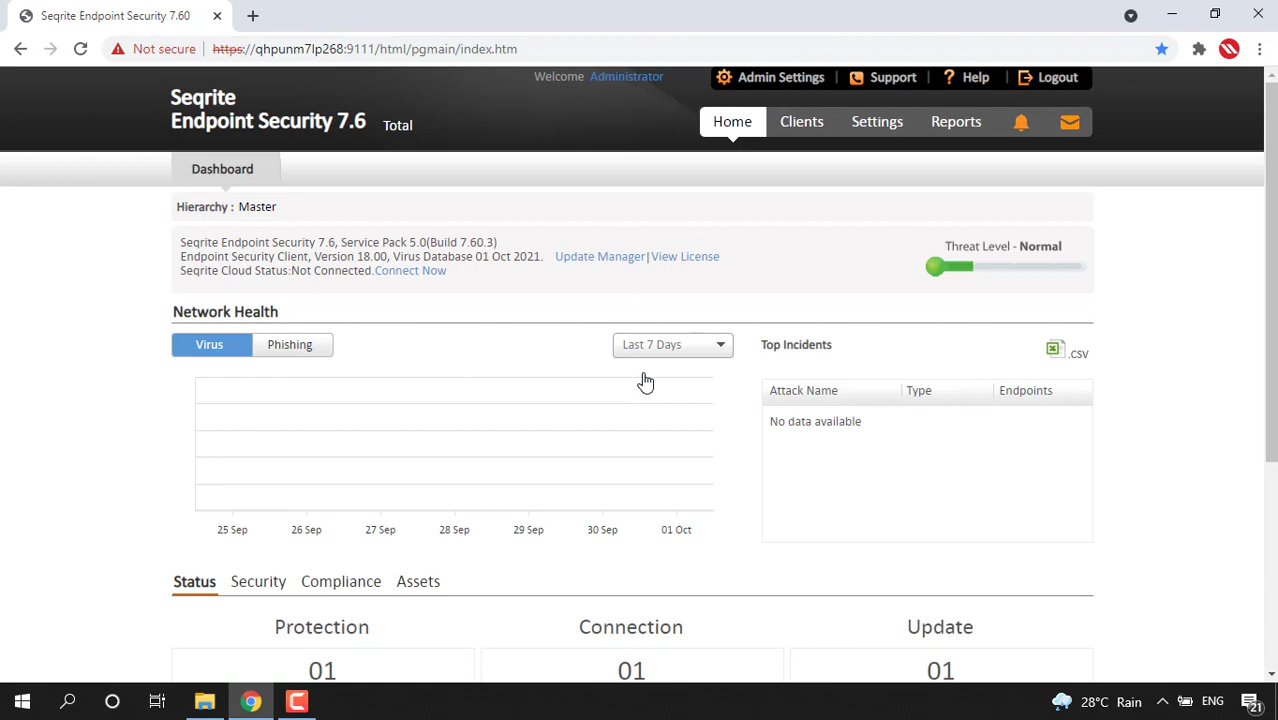 Seqrite Endpoint Security 7.60
Not secure
https://qhpunm7lp268:9111/html/pgmain/index.htm
Welcome Administrator
Admin Settings
Support
? Help
Logout
Seqrite
Endpoint Security 7.6 Total
Home
Clients
Settings
Reports
Dashboard
Hierarchy : Master
Seqrite Endpoint Security 7.6, Service Pack 5.0(Build 7.60.3)
Endpoint Security Client, Version 18.00, Virus Database 01 Oct 2021. Update Manager|View License
Seqrite Cloud Status:Not Connected.Connect Now
Threat Level - Normal
Network Health
Virus
Phishing
Last 7 Days
Top Incidents
.CSV
Attack Name Type Endpoints
No data available
25 Sep 26 Sep 27 Sep 28 Sep 29 Sep 30 Sep 01 Oct
Status Security Compliance Assets
Protection Connection Update
01 01 01
28°C Rain
ENG
21